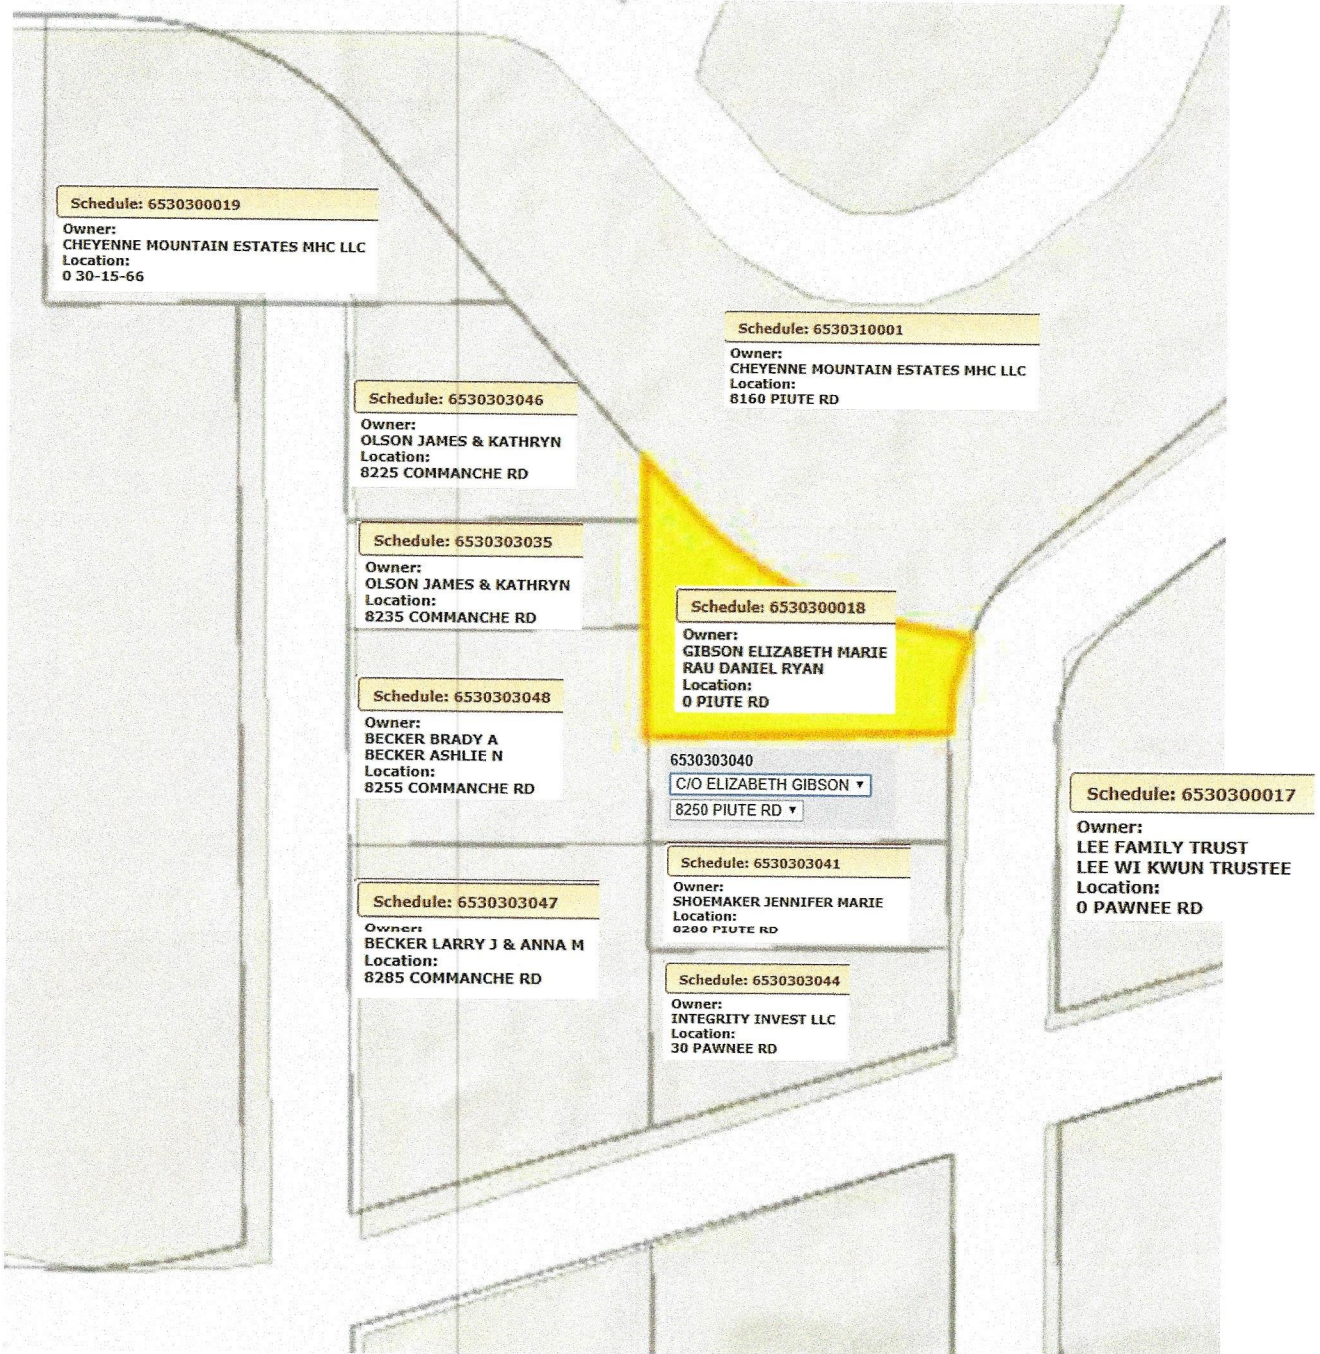 Schedule: 6530300019
Owner:
CHEYENNE MOUNTAIN ESTATES MHC LLC
Location:
0 30-15-66
Schedule: 6530310001
Owner:
CHEYENNE MOUNTAIN ESTATES MHC LLC
Location:
8160 PIUTE RD
Schedule: 6530303046
Owner:
OLSON JAMES & KATHRYN
Location:
8225 COMMANCHE RD
Schedule: 6530303035
Owner:
OLSON JAMES & KATHRYN
Location:
8235 COMMANCHE RD
Schedule: 6530300018
Owner:
GIBSON ELIZABETH MARIE
RAU DANIEL RYAN
Location:
0 PIUTE RD
Schedule: 6530303048
Owner:
BECKER BRADY A
BECKER ASHLIE N
Location:
8255 COMMANCHE RD
6530303040
C/O ELIZABETH GIBSON
8250 PIUTE RD
Schedule: 6530300017
Owner:
LEE FAMILY TRUST
LEE WI KWUN TRUSTEE
Location:
0 PAWNEE RD
Schedule: 6530303041
Owner:
SHOEMAKER JENNIFER MARIE
Location:
PIUTE RD
Schedule: 6530303047
Owner:
BECKER LARRY J & ANNA M
Location:
8285 COMMANCHE RD
Schedule: 6530303044
Owner:
INTEGRITY INVEST LLC
Location:
30 PAWNEE RD